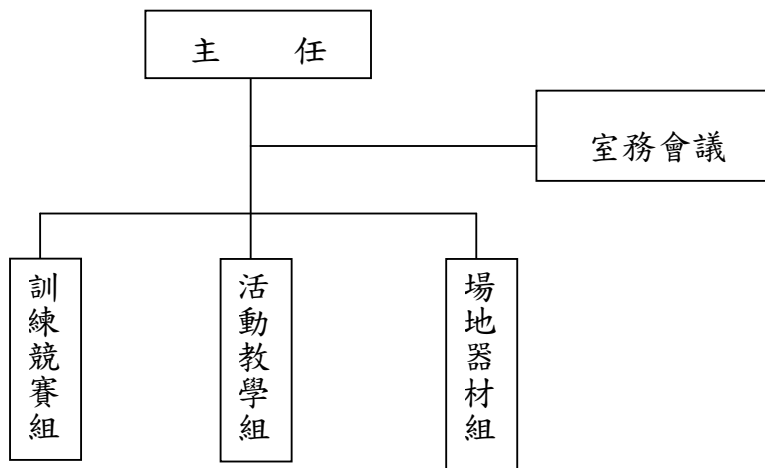 主　　任
室務會議
訓練競賽組
活動教學組
場地器材組